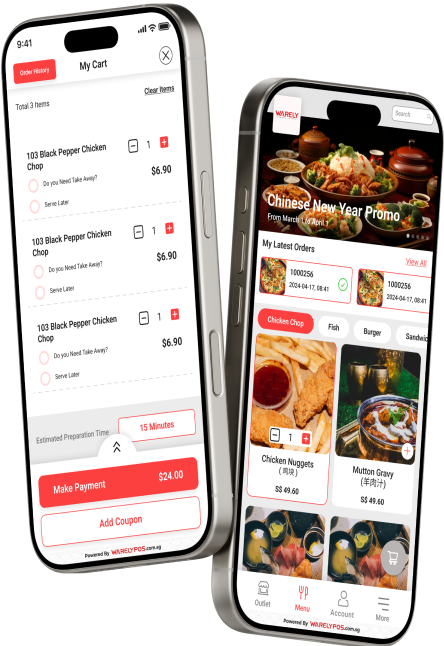 9:41
Order History
My Cart
Total 3 Items
Clear Items
103 Black Pepper Chicken
Chop
1
Do you Need Take Away?
$6.90
Serve Later
103 Black Pepper Chicken
Chop
1
Do you Need Take Away?
$6.90
Serve Later
103 Black Pepper Chicken
Chop
1
Do you Need Take Away?
$6.90
Serve Later
Estimated Preparation Time
15 Minutes
Make Payment
$24.00
Add Coupon
Powered By WARELYPOS.com.sg
WARELY
Search
Chinese New Year Promo
From March 1 to April 1
My Latest Orders
View All
1000256
2024-04-17, 08:41
1000256
2024-04-17, 08:41
Chicken Chop
Fish
Burger
Sandwic
1
Chicken Nuggets
(鸡块)
S$ 49.60
Mutton Gravy
(羊肉汁)
S$ 49.60
Outlet
Menu
Account
More
Powered By WARELYPOS.com.sg